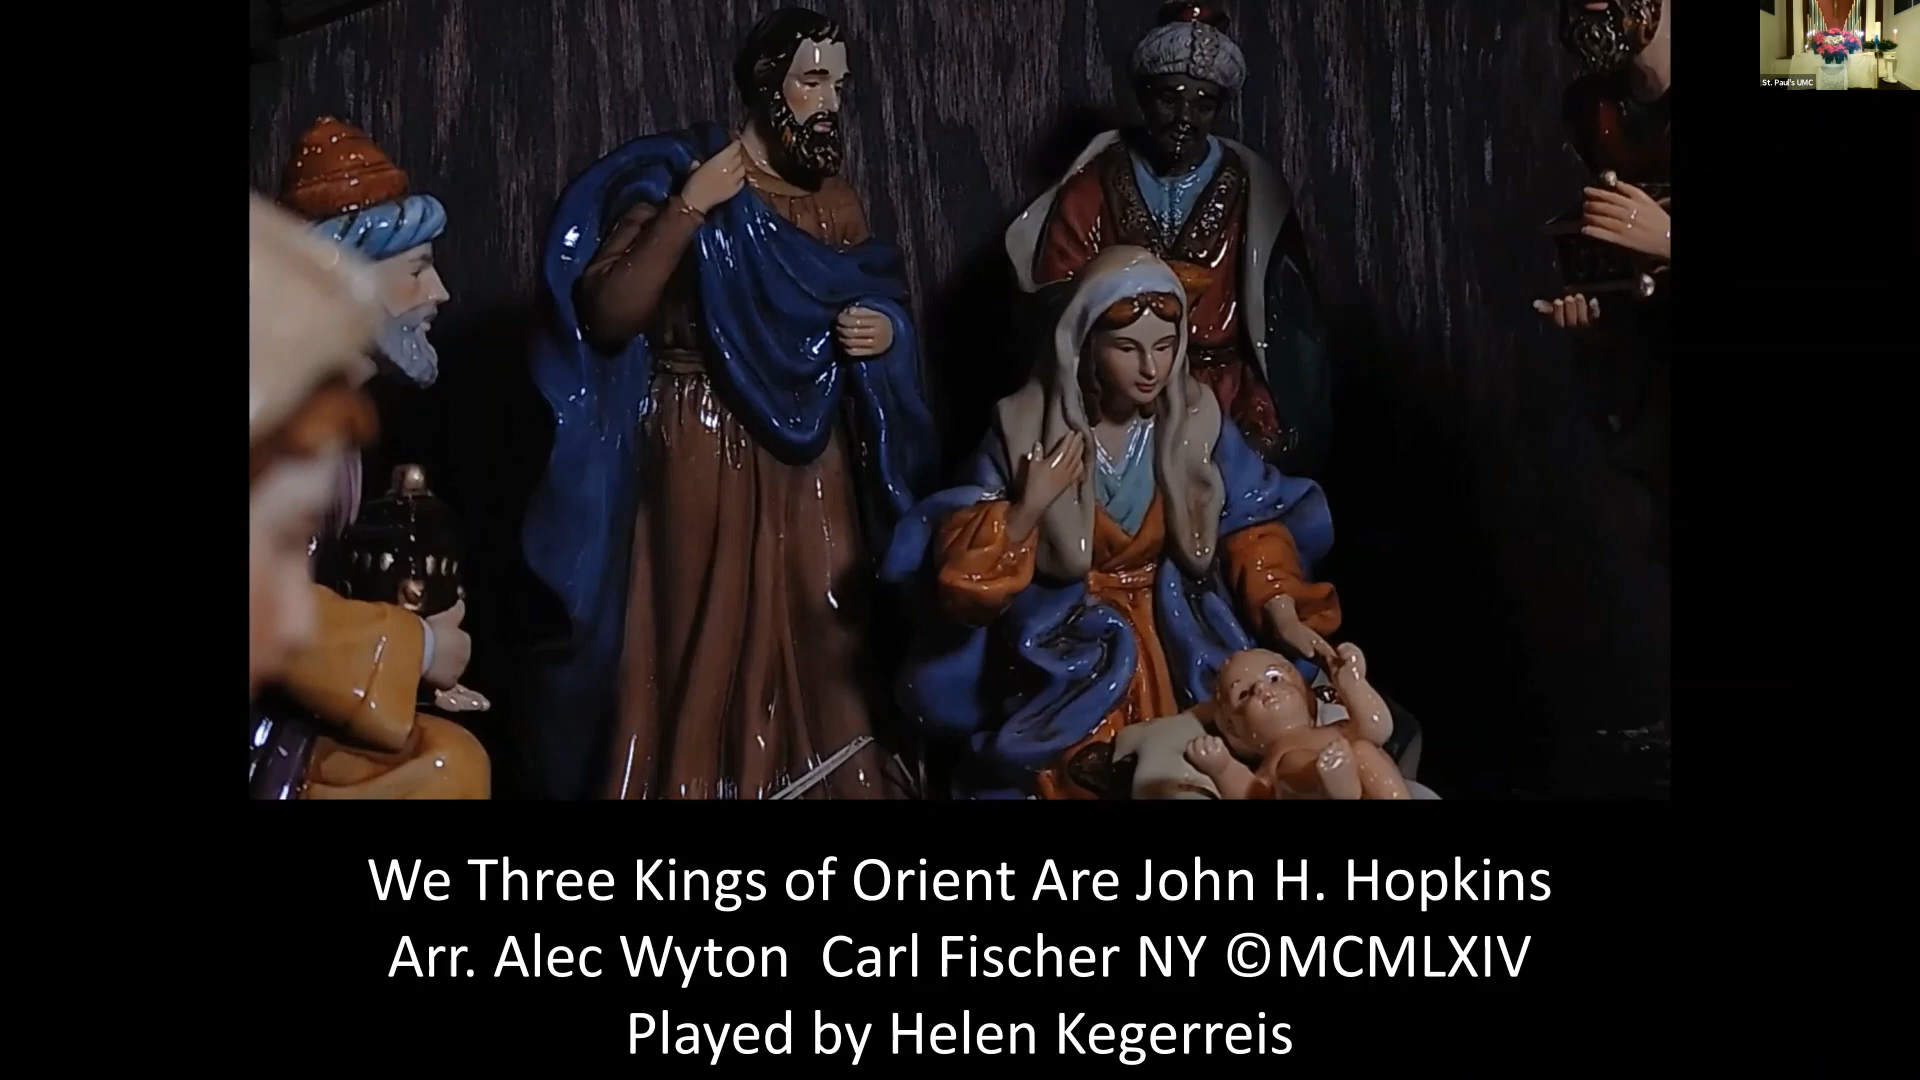 St. Paul's UMC
We Three Kings of Orient Are John H. Hopkins
Arr. Alec Wyton  Carl Fischer NY ©MCMLXIV
Played by Helen Kegerreis